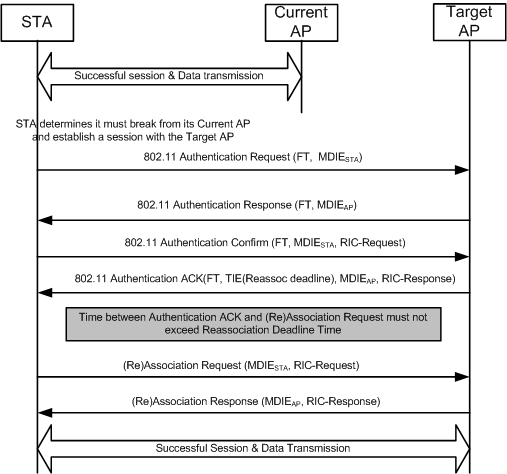 STA
Current
AP
Target
AP
Successful session & Data transmission
STA determines it must break from its Current AP
and establish a session with the Target AP
802.11 Authentication Request (FT, MDIESTA)
802.11 Authentication Response (FT, MDIEAP)
802.11 Authentication Confirm (FT, MDIESTA, RIC-Request)
802.11 Authentication ACK(FT, TIE(Reassoc deadline), MDIEAP, RIC-Response)
Time between Authentication ACK and (Re)Association Request must not
exceed Reassociation Deadline Time
(Re)Association Request (MDIESTA, RIC-Request)
(Re)Association Response (MDIEAP, RIC-Response)
Successful Session & Data Transmission